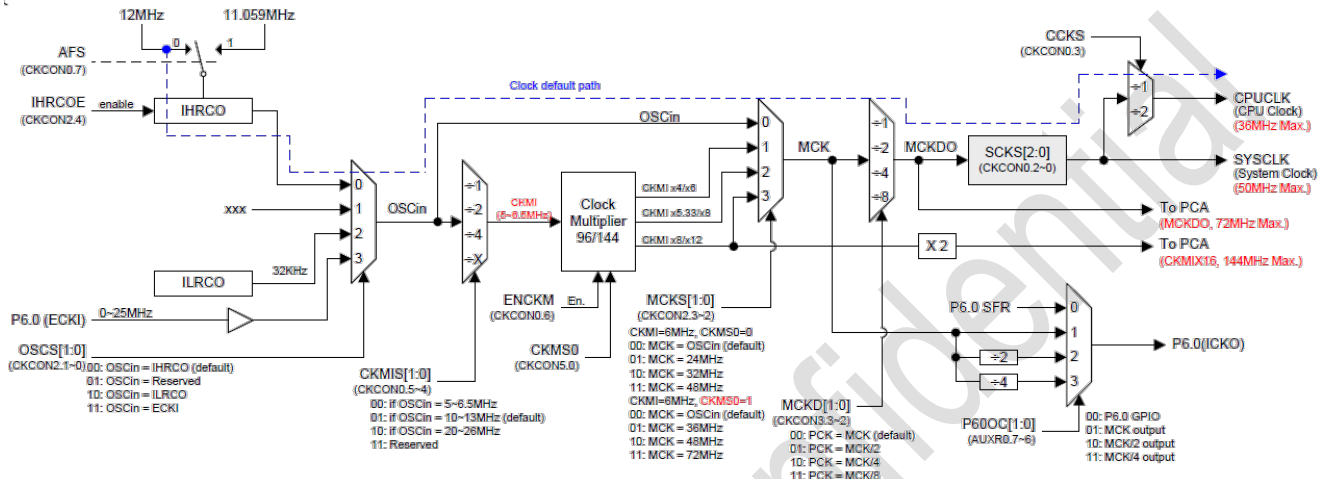 12MHz
11.059MHz
AFS
(CKCON0.7)
0
1
IHRCOE
(CKCON2.4)
enable
IHRCO
Clock default path
CCKS
(CKCON0.3)
÷1
÷2
CPUCLK
(CPU Clock)
(36MHz Max.)
SYSCLK
(System Clock)
(50MHz Max.)
OSCin
0
1
2
3
MCK
÷1
÷2
÷4
÷8
MCKDO
SCKS[2:0]
(CKCON0.2~0)
0
1
2
3
xxx
OSCin
÷1
÷2
÷4
÷X
CKMI
(5~6.5MHz)
Clock
Multiplier
96/144
CKMI x4/x6
CKMI x5.33/x8
CKMI x8/x12
X 2
To PCA
(MCKDO, 72MHz Max.)
To PCA
(CKMIX16, 144MHz Max.)
ILRCO
32KHz
P6.0 (ECKI)
0~25MHz
OSCS[1:0]
(CKCON2.1~0)
00: OSCin = IHRCO (default)
01: OSCin = Reserved
10: OSCin = ILRCO
11: OSCin = ECKI
CKMIS[1:0]
(CKCON0.5~4)
00: if OSCin = 5~6.5MHz
01: if OSCin = 10~13MHz (default)
10: if OSCin = 20~26MHz
11: Reserved
ENCKM
(CKCON0.6)
En.
CKMS0
(CKCON5.0)
MCKS[1:0]
(CKCON2.3~2)
CKMI=6MHz, CKMS0=0
00: MCK = OSCin (default)
01: MCK = 24MHz
10: MCK = 32MHz
11: MCK = 48MHz
CKMI=6MHz, CKMS0=1
00: MCK = OSCin (default)
01: MCK = 36MHz
10: MCK = 48MHz
11: MCK = 72MHz
MCKD[1:0]
(CKCON3.3~2)
00: PCK = MCK (default)
01: PCK = MCK/2
10: PCK = MCK/4
11: PCK = MCK/8
P6.0 SFR
0
1
2
3
÷2
÷4
P6.0(ICKO)
P60OC[1:0]
(AUXR0.7~6)
00: P6.0 GPIO
01: MCK output
10: MCK/2 output
11: MCK/4 output